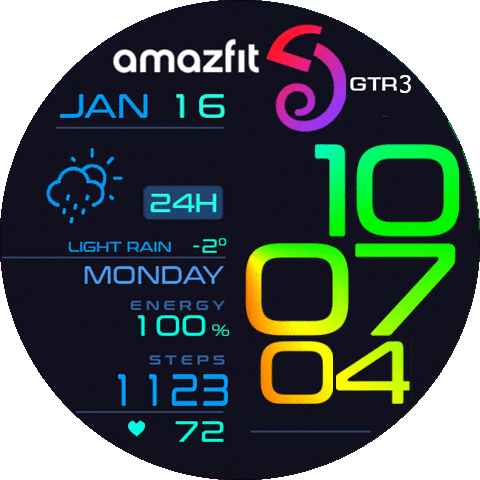 amazfit
GTR3
JAN 16
24H
LIGHT RAIN -2°
MONDAY
ENERGY
100 %
STEPS
1123
72
10
07
04